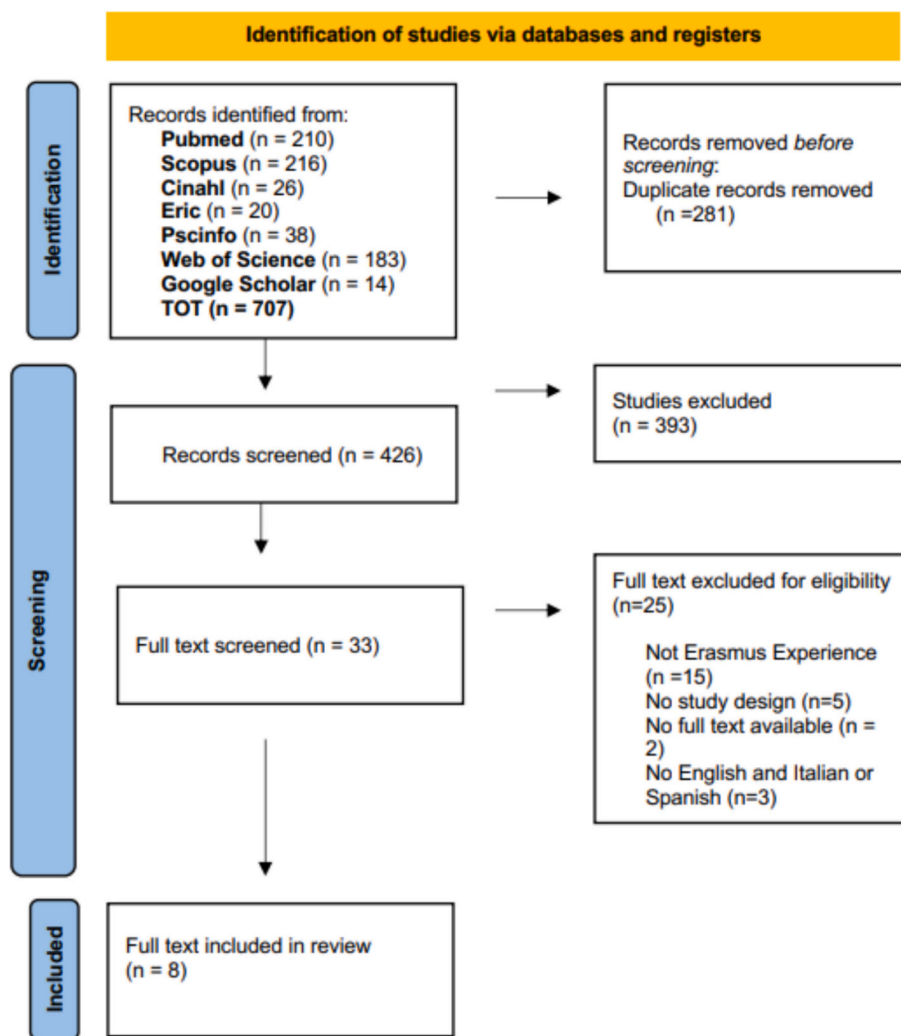 Identification of studies via databases and registers
Identification
Records identified from:
Pubmed (n = 210)
Scopus (n = 216)
Cinahl (n = 26)
Eric (n = 20)
Pscinfo (n = 38)
Web of Science (n = 183)
Google Scholar (n = 14)
TOT (n = 707)
Records removed before
screening:
Duplicate records removed
(n =281)
Screening
Records screened (n = 426)
Studies excluded
(n = 393)
Full text screened (n = 33)
Full text excluded for eligibility
(n=25)
Not Erasmus Experience
(n =15)
No study design (n=5)
No full text available (n =
2)
No English and Italian or
Spanish (n=3)
Included
Full text included in review
(n = 8)